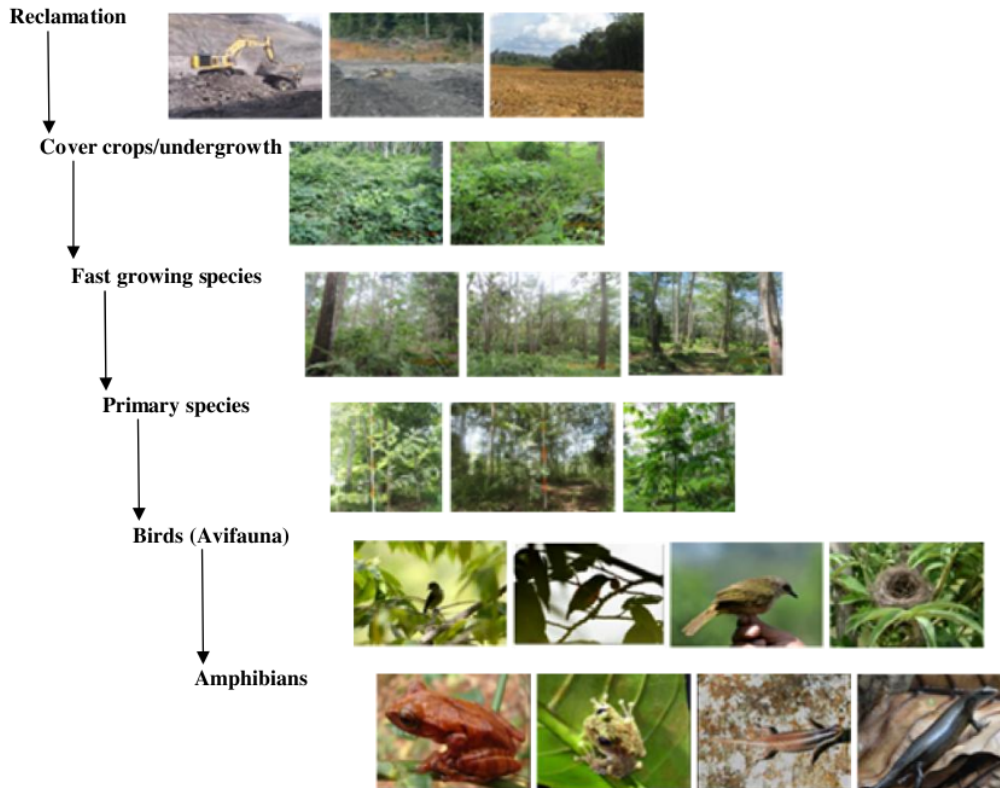 Reclamation
Cover crops/undergrowth
Fast growing species
Primary species
Birds (Avifauna)
Amphibians